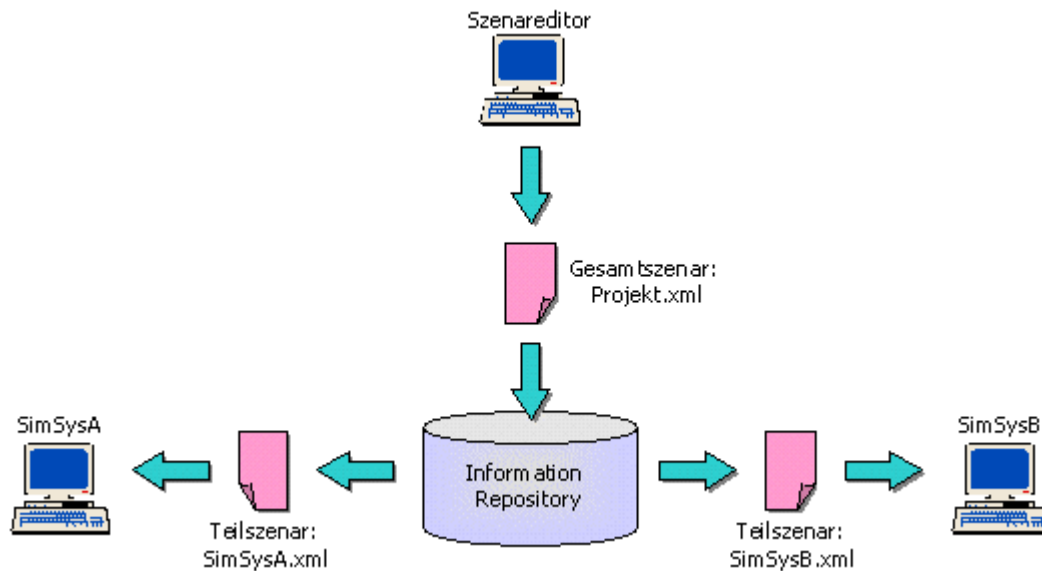 Szenareditor
Gesamtszenar:
Projekt.xml
SimSysA
SimSysB
Information
Repository
Teilszenar:
SimSysA.xml
Teilszenar:
SimSysB.xml